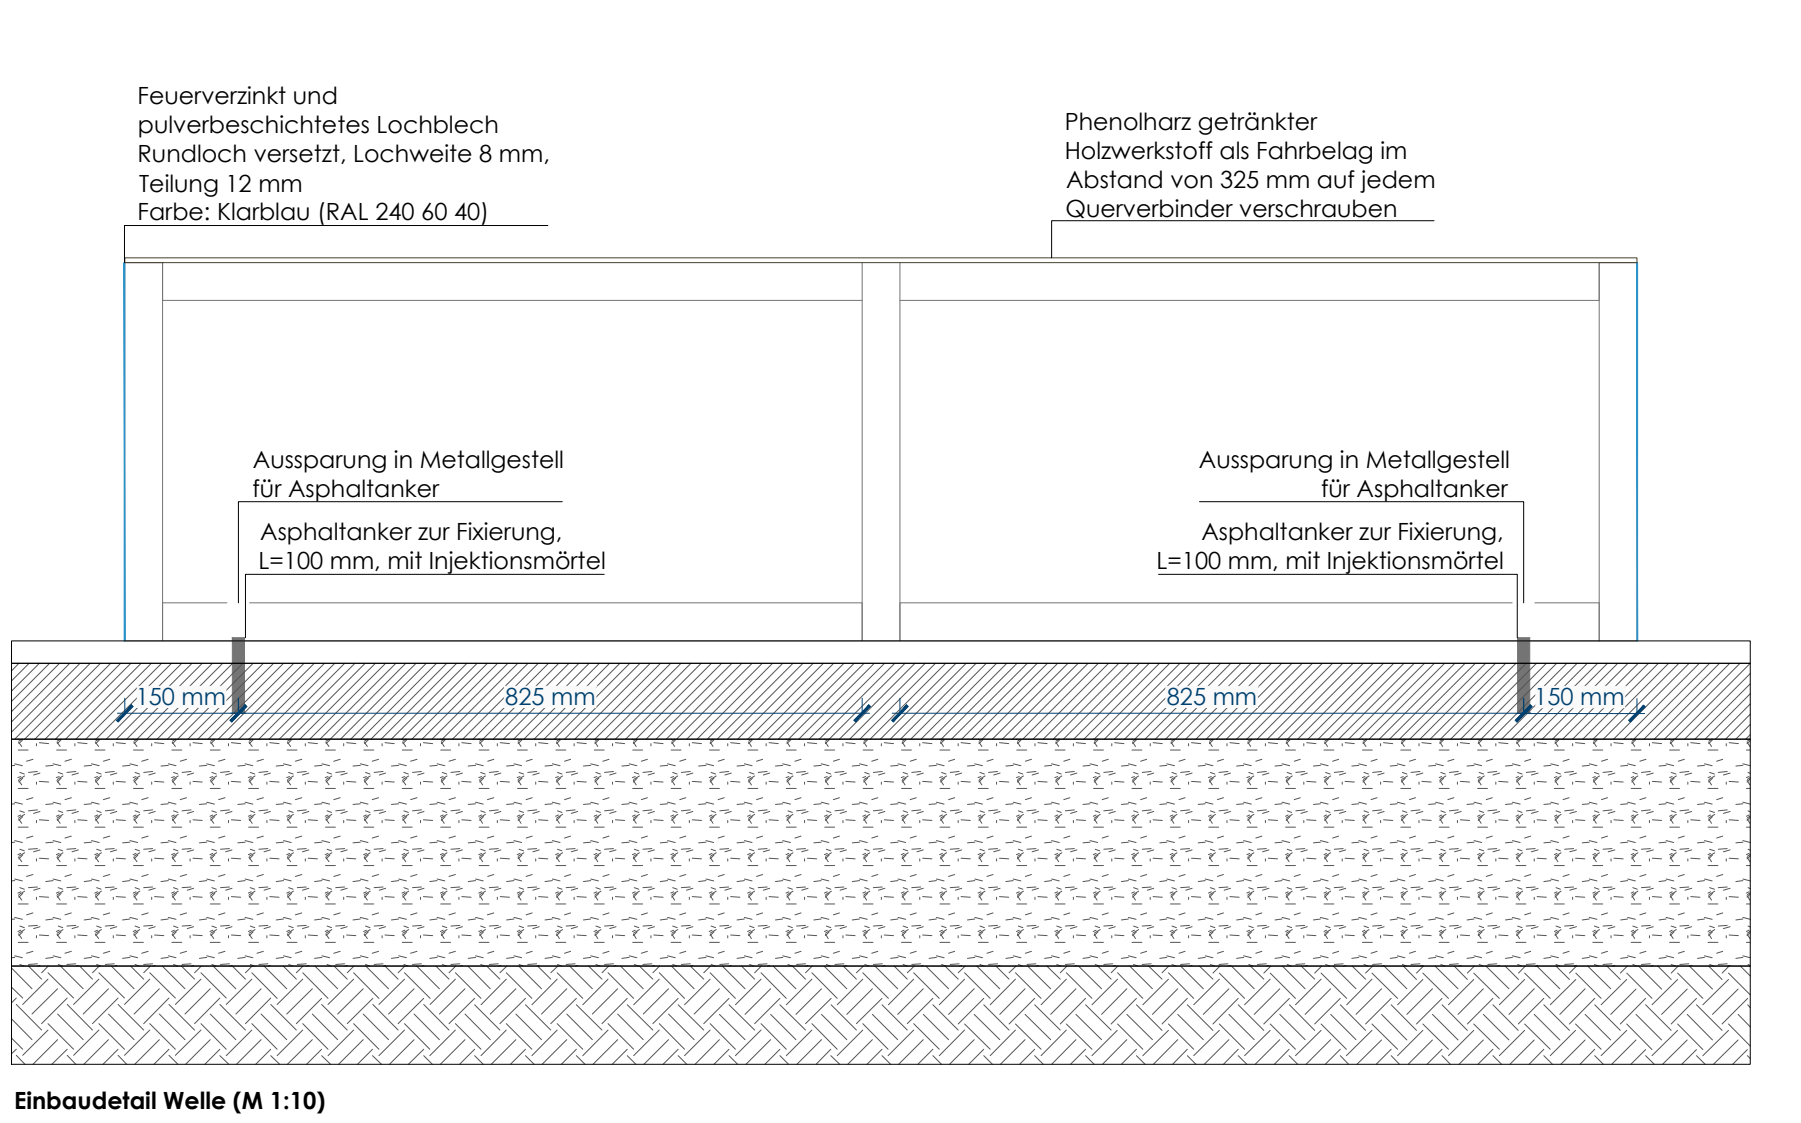 Feuerverzinkt und
pulverbeschichtetes Lochblech
Rundloch versetzt, Lochweite 8 mm,
Teilung 12 mm
Farbe: Klarblau (RAL 240 60 40)
Phenolharz getränkter
Holzwerkstoff als Fahrbelag im
Abstand von 325 mm auf jedem
Querverbinder verschrauben
Aussparung in Metallgestell
für Asphaltanker
Asphaltanker zur Fixierung,
L=100 mm, mit Injektionsmörtel
Aussparung in Metallgestell
für Asphaltanker
Asphaltanker zur Fixierung,
L=100 mm, mit Injektionsmörtel
150 mm
825 mm
825 mm
150 mm
Einbaudetail Welle (M 1:10)